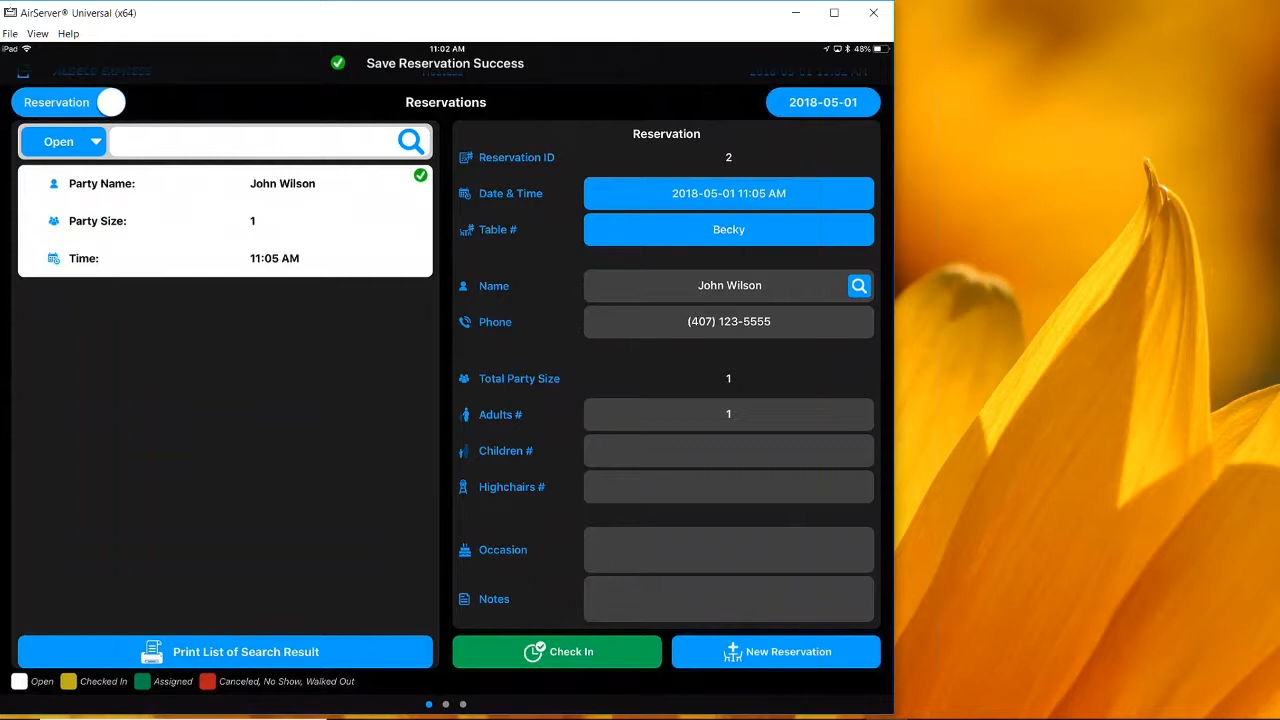 AirServer® Universal (x64)
File View Help
iPad 11:02 AM 48%
Save Reservation Success
Reservation Reservations 2018-05-01
Open
Party Name: John Wilson
Party Size: 1
Time: 11:05 AM
Reservation
Reservation ID 2
Date & Time 2018-05-01 11:05 AM
Table # Becky
Name John Wilson
Phone (407) 123-5555
Total Party Size 1
Adults # 1
Children #
Highchairs #
Occasion
Notes
Print List of Search Result
Check In
New Reservation
Open Checked In Assigned Canceled, No Show, Walked Out